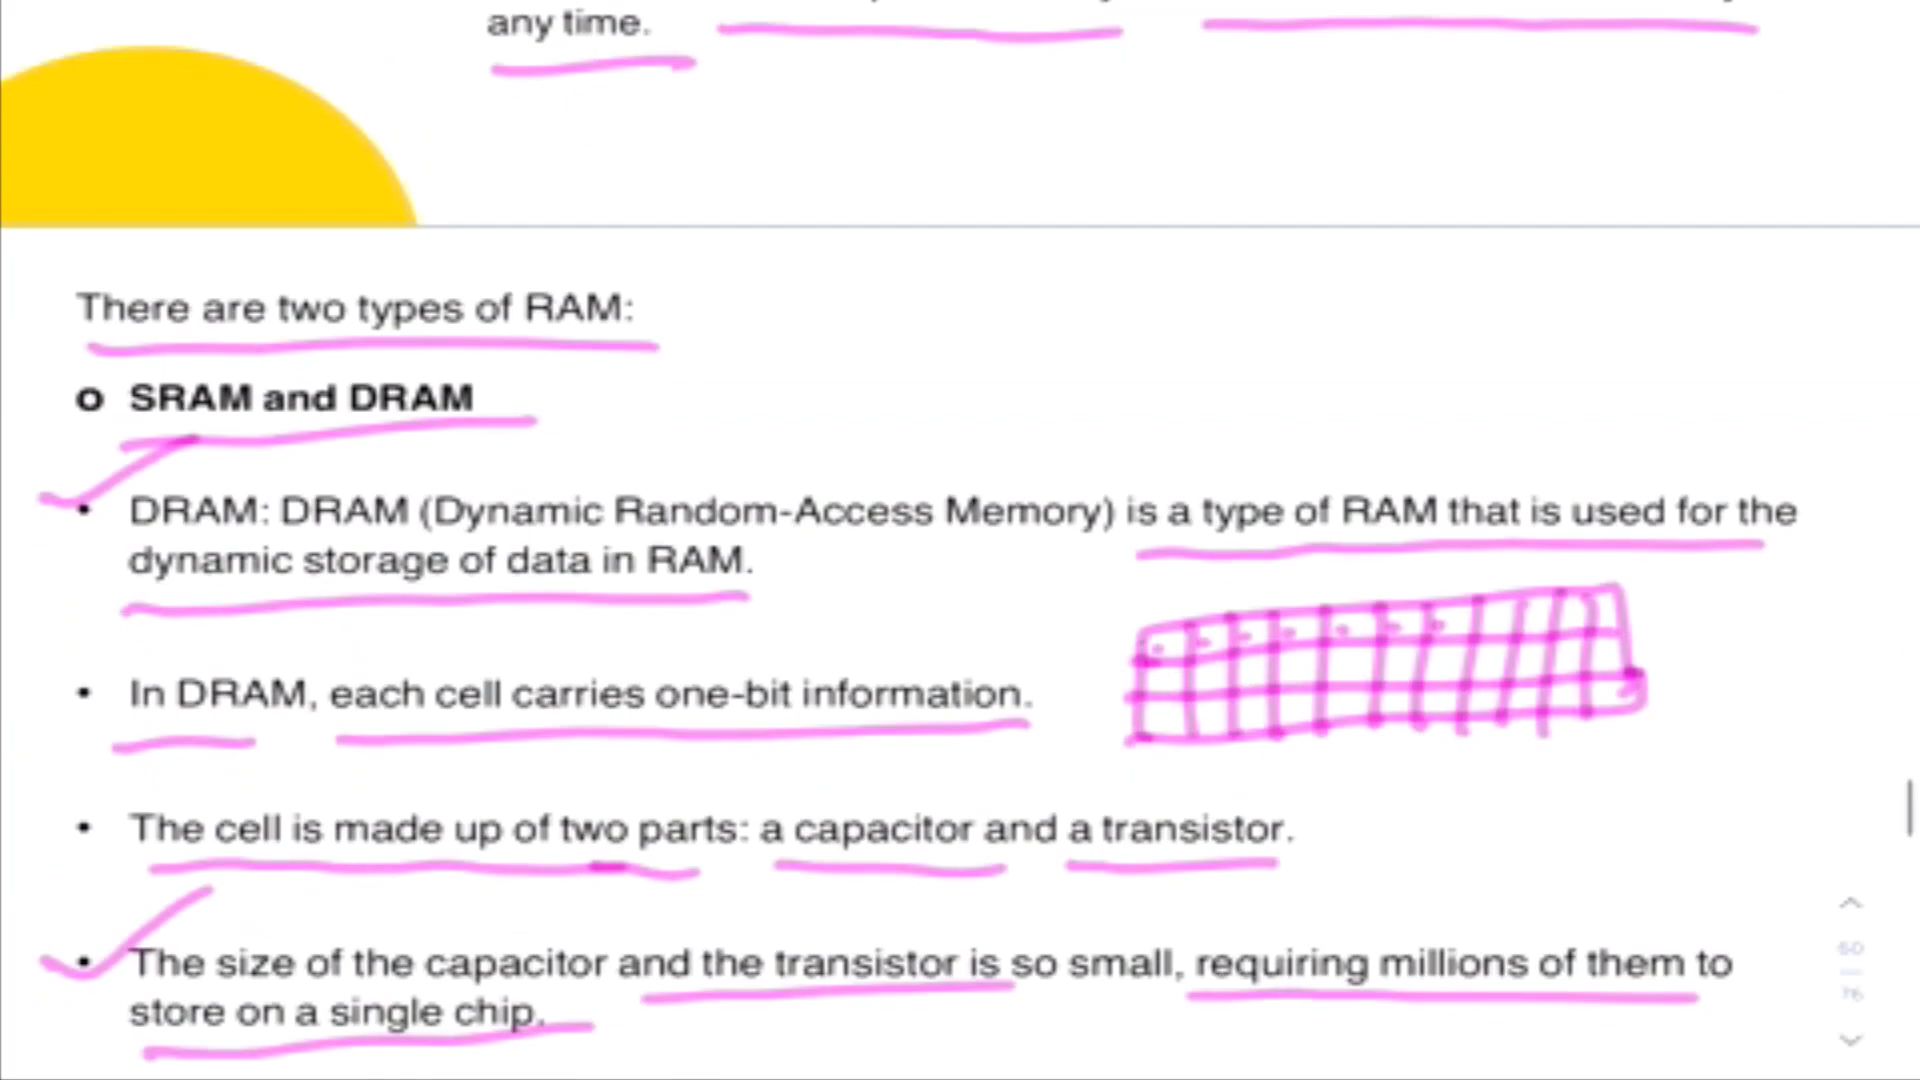 any time.
There are two types of RAM:
o SRAM and DRAM
• DRAM: DRAM (Dynamic Random-Access Memory) is a type of RAM that is used for the
dynamic storage of data in RAM.
• In DRAM, each cell carries one-bit information.
• The cell is made up of two parts: a capacitor and a transistor.
• The size of the capacitor and the transistor is so small, requiring millions of them to
store on a single chip.
60
76